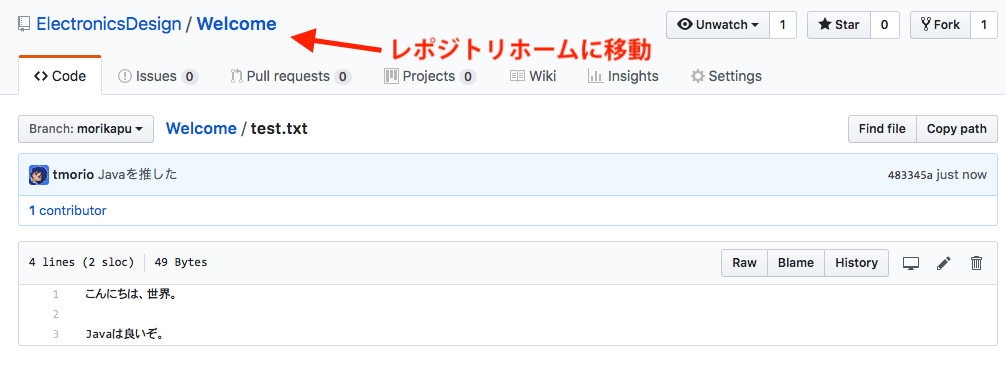 ElectronicsDesign / Welcome
Unwatch 1 Star 0 Fork 1
レポジトリホームに移動
Code Issues 0 Pull requests 0 Projects 0 Wiki Insights Settings
Branch: morikapu Welcome / test.txt Find file Copy path
tmorio Javaを推した 483345a just now
1 contributor
4 lines (2 sloc) 49 Bytes Raw Blame History
1 こんにちは、世界。
2
3 Javaは良いぞ。